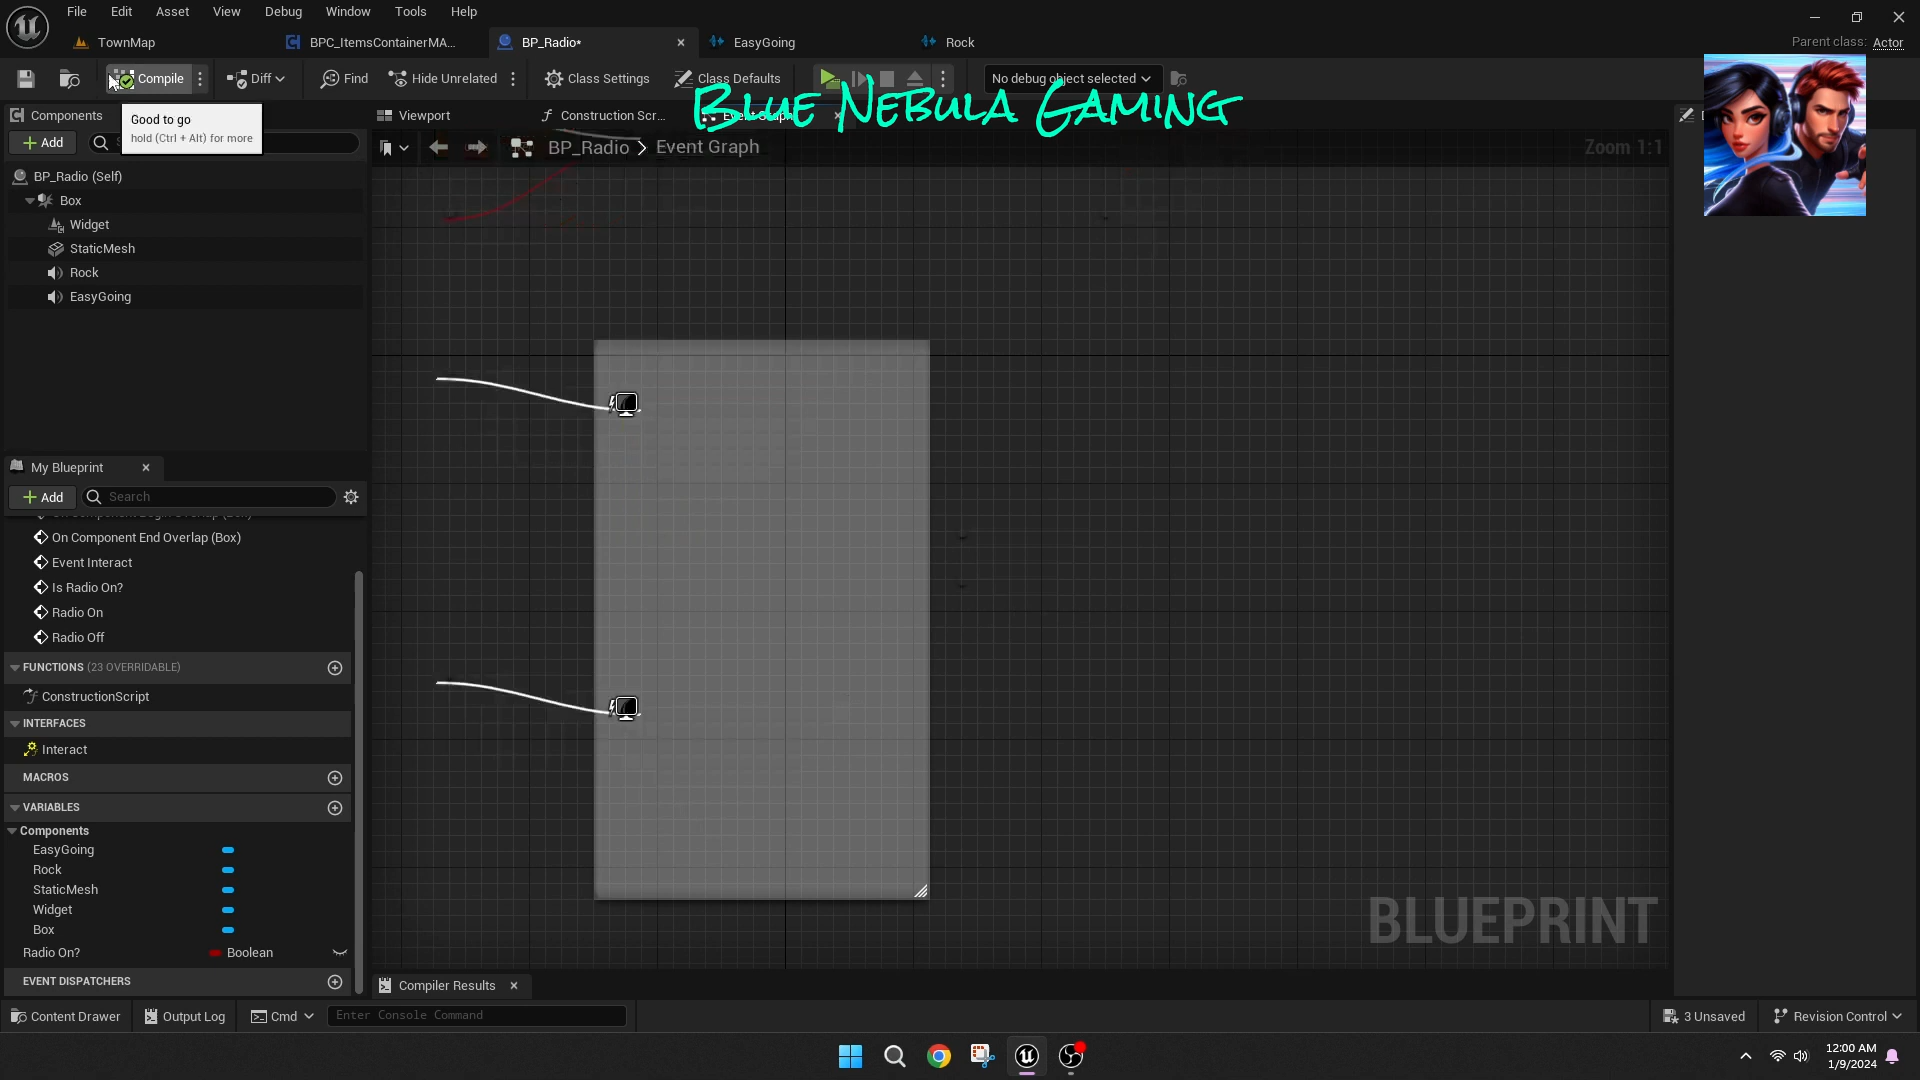 File Edit Asset View Debug Window Tools Help
TownMap BPC_ItemsContainerMA... BP_Radio* EasyGoing Rock Parent class: Actor
Compile Diff Find Hide Unrelated Class Settings Class Defaults No debug object selected
Blue Nebula Gaming
Good to go
hold (Ctrl + Alt) for more
Components Viewport Construction Scr...
Add
BP_Radio > Event Graph Zoom 1:1
BP_Radio (Self)
Box
Widget
StaticMesh
Rock
EasyGoing
My Blueprint
Add Search
On Component End Overlap (Box)
Event Interact
Is Radio On?
Radio On
Radio Off
FUNCTIONS (23 OVERRIDABLE)
ConstructionScript
INTERFACES
Interact
MACROS
VARIABLES
Components
EasyGoing
Rock
StaticMesh
Widget
Box
Radio On? Boolean
EVENT DISPATCHERS
BLUEPRINT
Compiler Results
Content Drawer Output Log Cmd Enter Console Command 3 Unsaved Revision Control
12:00 AM
1/9/2024